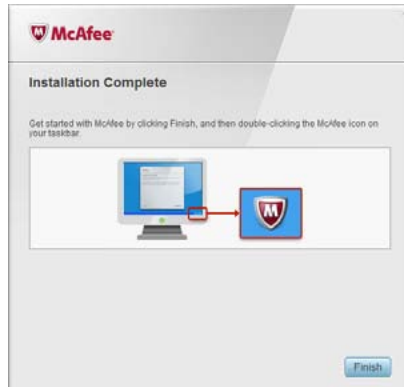 McAfee
Installation Complete
Get started with McAfee by clicking Finish, and then double-clicking the McAfee icon on
your taskbar.
Finish